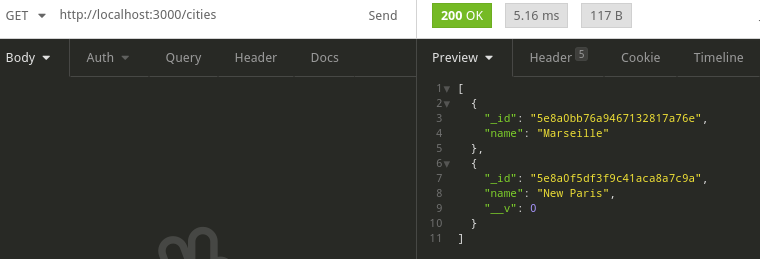 GET http://localhost:3000/cities Send 200 OK 5.16 ms 117 B
Body Auth Query Header Docs Preview Header 5 Cookie Timeline
1 [
2 {
3 "_id": "5e8a0bb76a9467132817a76e",
4 "name": "Marseille"
5 },
6 {
7 "_id": "5e8a0f5df3f9c41aca8a7c9a",
8 "name": "New Paris",
9 "__v": 0
10 }
11 ]